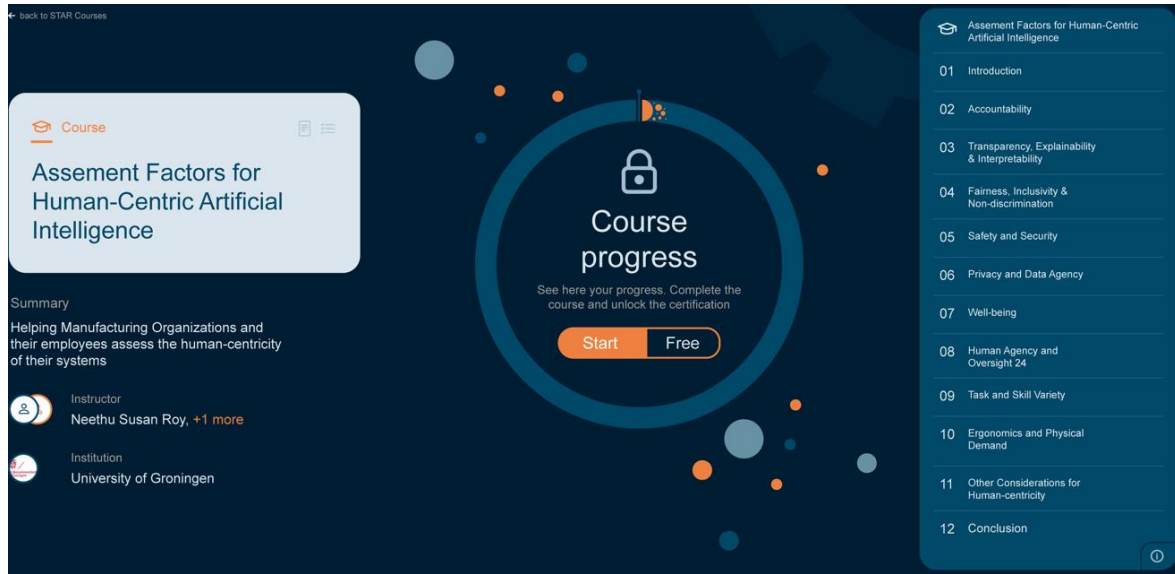 ← back to STAR Courses
Course
Assement Factors for
Human-Centric Artificial
Intelligence
Summary
Helping Manufacturing Organizations and
their employees assess the human-centricity
of their systems
Instructor
Neethu Susan Roy, +1 more
Institution
University of Groningen
Course
progress
See here your progress. Complete the
course and unlock the certification
Start Free
Assement Factors for Human-Centric
Artificial Intelligence
01 Introduction
02 Accountability
03 Transparency, Explainability
& Interpretability
04 Fairness, Inclusivity &
Non-discrimination
05 Safety and Security
06 Privacy and Data Agency
07 Well-being
08 Human Agency and
Oversight 24
09 Task and Skill Variety
10 Ergonomics and Physical
Demand
11 Other Considerations for
Human-centricity
12 Conclusion